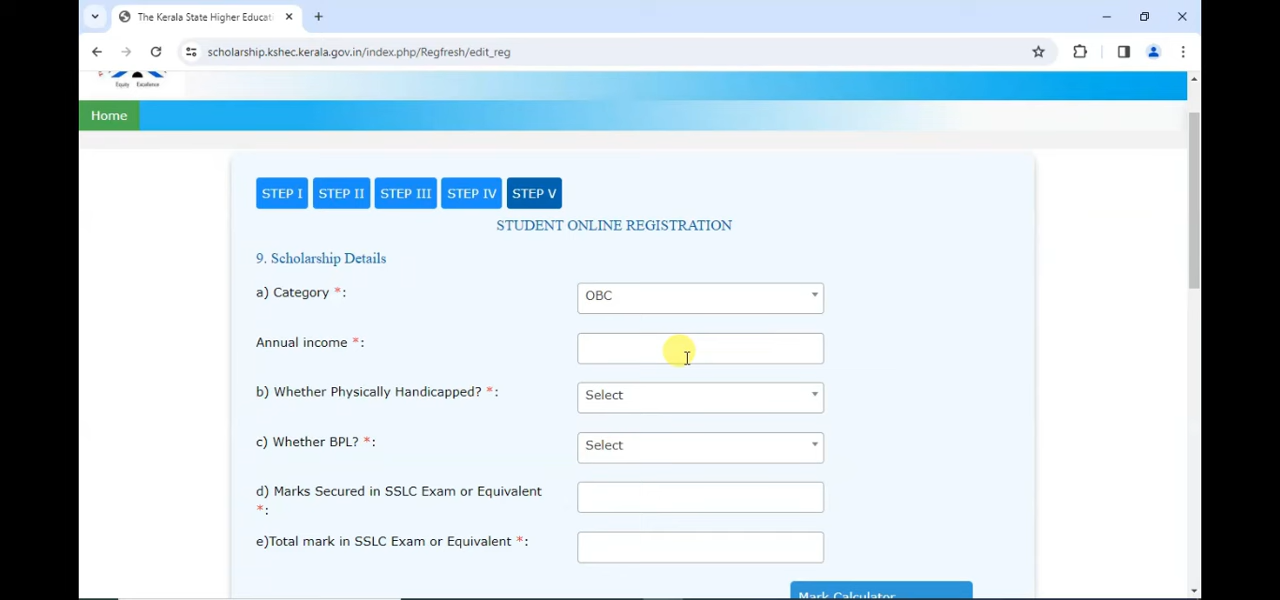 The Kerala State Higher Educati
scholarship.kshec.kerala.gov.in/index.php/Regfresh/edit_reg
Equity Excellence
Home
STEP I STEP II STEP III STEP IV STEP V
STUDENT ONLINE REGISTRATION
9. Scholarship Details
a) Category *: OBC
Annual income *:
b) Whether Physically Handicapped? *: Select
c) Whether BPL? *: Select
d) Marks Secured in SSLC Exam or Equivalent
*:
e)Total mark in SSLC Exam or Equivalent *:
Mark Calculator